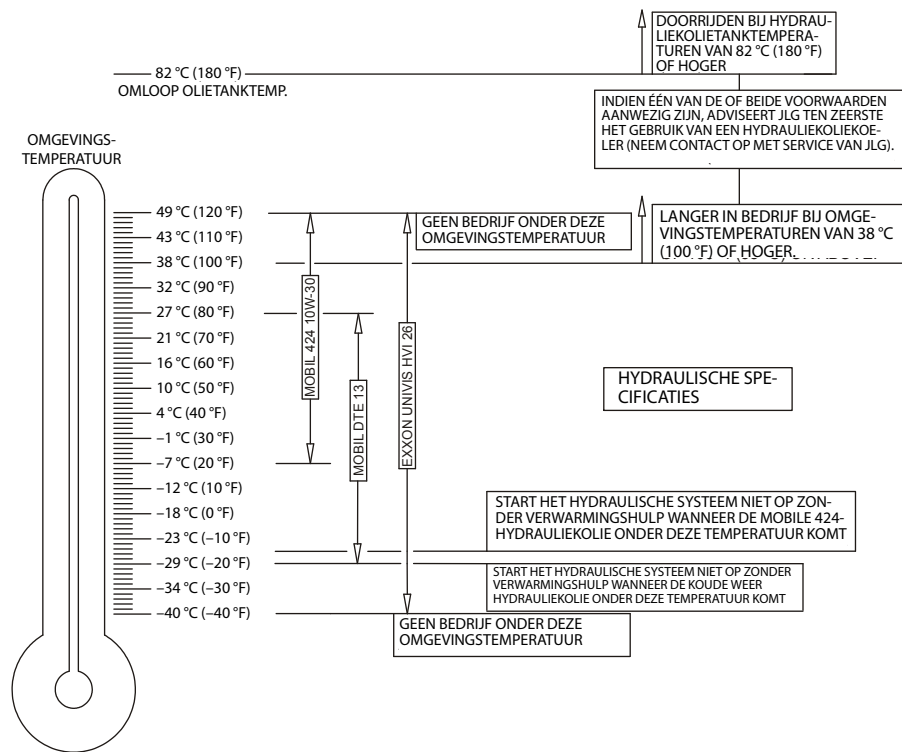 DOORRIJDEN BIJ HYDRAU-
LIEKOLIETANKTEMPERA-
TUREN VAN 82 °C (180 °F)
OF HOGER
82 °C (180 °F)
OMLOOP OLIETANKTEMP.
INDIEN ÉÉN VAN DE OF BEIDE VOORWAARDEN
AANWEZIG ZIJN, ADVISEERT JLG TEN ZEERSTE
HET GEBRUIK VAN EEN HYDRAULIEKOLIEKOE-
LER (NEEM CONTACT OP MET SERVICE VAN JLG).
OMGEVINGS-
TEMPERATUUR
49 °C (120 °F)
43 °C (110 °F)
38 °C (100 °F)
32 °C (90 °F)
27 °C (80 °F)
21 °C (70 °F)
16 °C (60 °F)
10 °C (50 °F)
4 °C (40 °F)
–1 °C (30 °F)
–7 °C (20 °F)
–12 °C (10 °F)
–18 °C (0 °F)
–23 °C (–10 °F)
–29 °C (–20 °F)
–34 °C (–30 °F)
–40 °C (–40 °F)
MOBIL 424 10W-30
MOBIL DTE 13
EXXON UNIVIS HVI 26
GEEN BEDRIJF ONDER DEZE
OMGEVINGSTEMPERATUUR
LANGER IN BEDRIJF BIJ OMGE-
VINGSTEMPERATUREN VAN 38 °C
(100 °F) OF HOGER.
HYDRAULISCHE SPE-
CIFICATIES
START HET HYDRAULISCHE SYSTEEM NIET OP ZON-
DER VERWARMINGSHULP WANNEER DE MOBILE 424-
HYDRAULIEKOLIE ONDER DEZE TEMPERATUUR KOMT
START HET HYDRAULISCHE SYSTEEM NIET OP ZONDER
VERWARMINGSHULP WANNEER DE KOUDE WEER
HYDRAULIEKOLIE ONDER DEZE TEMPERATUUR KOMT
GEEN BEDRIJF ONDER DEZE
OMGEVINGSTEMPERATUUR